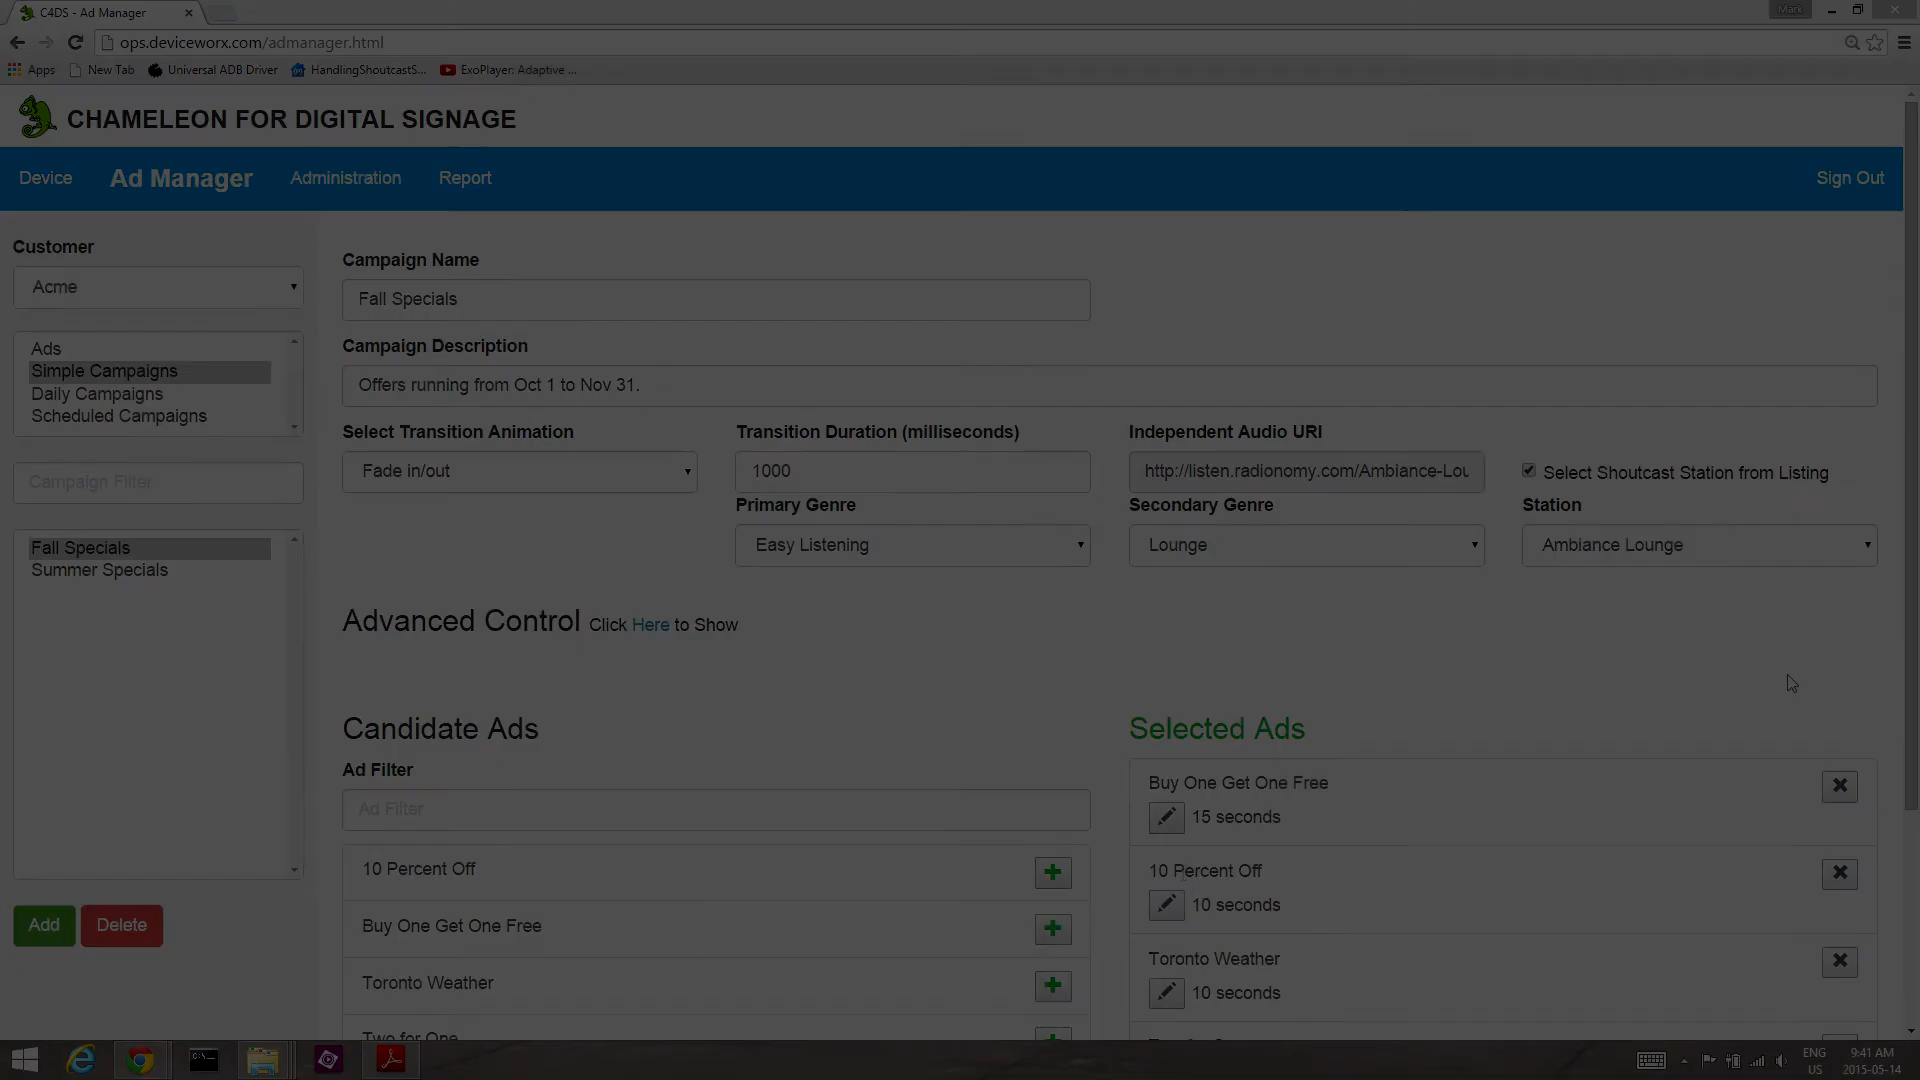 C4DS - Ad Manager
Mark
ops.deviceworx.com/admanager.html
Apps
New Tab
Universal ADB Driver
HandlingShoutcastS...
ExoPlayer: Adaptive ...
CHAMELEON FOR DIGITAL SIGNAGE
Device
Ad Manager
Administration
Report
Sign Out
Customer
Acme
Ads
Simple Campaigns
Daily Campaigns
Scheduled Campaigns
Campaign Filter
Fall Specials
Summer Specials
Add
Delete
Campaign Name
Fall Specials
Campaign Description
Offers running from Oct 1 to Nov 31.
Select Transition Animation
Fade in/out
Transition Duration (milliseconds)
1000
Independent Audio URI
http://listen.radionomy.com/Ambiance-Lou
Select Shoutcast Station from Listing
Primary Genre
Easy Listening
Secondary Genre
Lounge
Station
Ambiance Lounge
Advanced Control Click Here to Show
Candidate Ads
Ad Filter
Ad Filter
10 Percent Off
Buy One Get One Free
Toronto Weather
Two for One
Selected Ads
Buy One Get One Free
15 seconds
10 Percent Off
10 seconds
Toronto Weather
10 seconds
ENG
US
9:41 AM
2015-05-14